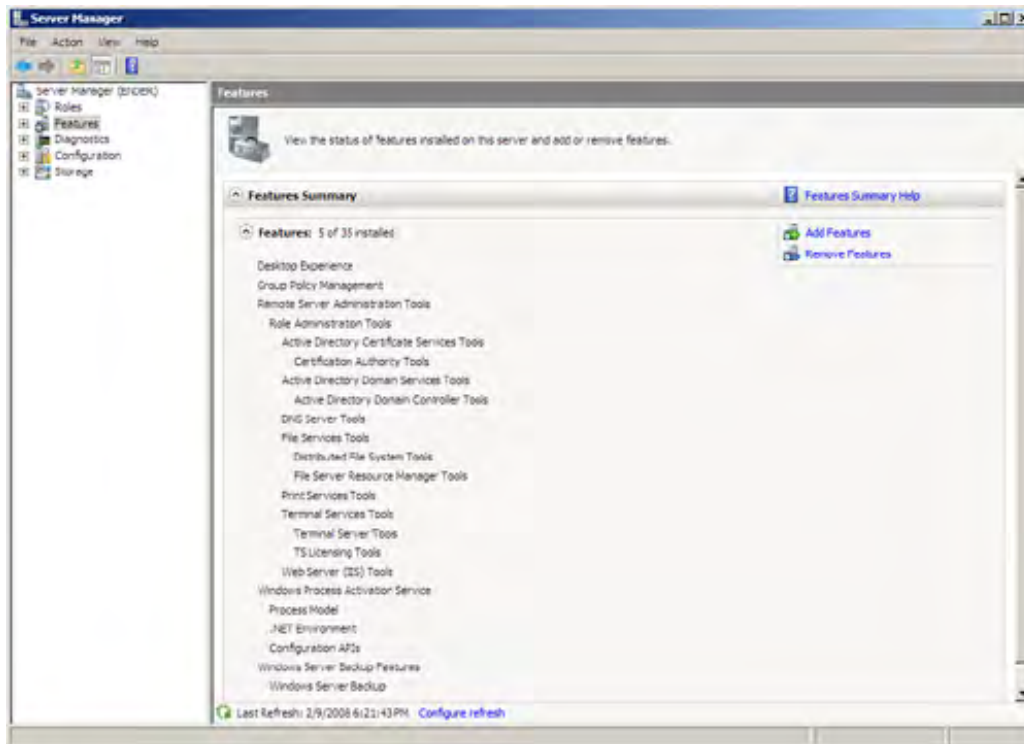 Server Manager
File Action View Help
Server Manager (ENDER)
Roles
Features
Diagnostics
Configuration
Storage
Features
View the status of features installed on this server and add or remove features.
Features Summary
Features Summary Help
Features: 5 of 35 installed
Add Features
Remove Features
Desktop Experience
Group Policy Management
Remote Server Administration Tools
Role Administration Tools
Active Directory Certificate Services Tools
Certification Authority Tools
Active Directory Domain Services Tools
Active Directory Domain Controller Tools
DNS Server Tools
File Services Tools
Distributed File System Tools
File Server Resource Manager Tools
Print Services Tools
Terminal Services Tools
Terminal Server Tools
TS Licensing Tools
Web Server (IIS) Tools
Windows Process Activation Service
Process Model
.NET Environment
Configuration APIs
Windows Server Backup Features
Windows Server Backup
Last Refresh: 2/9/2008 6:21:43 PM Configure refresh